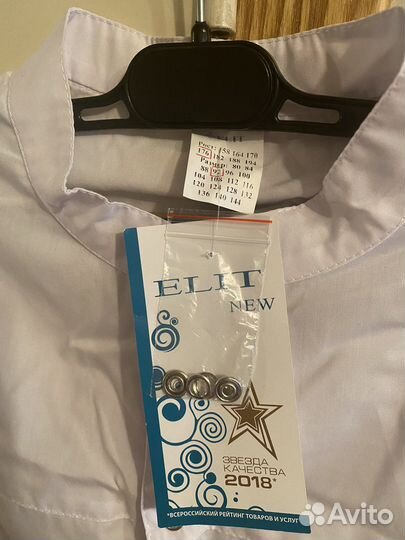 ELIT
Рост: 158 164 170
176 182 188 194
Размер: 80 84
88 92 96 100
104 108 112 116
120 124 128 132
136 140 144
ELIT
NEW
ЗВЕЗДА
КАЧЕСТВА
2018*
*ВСЕРОССИЙСКИЙ РЕЙТИНГ ТОВАРОВ И УСЛУГ
Avito